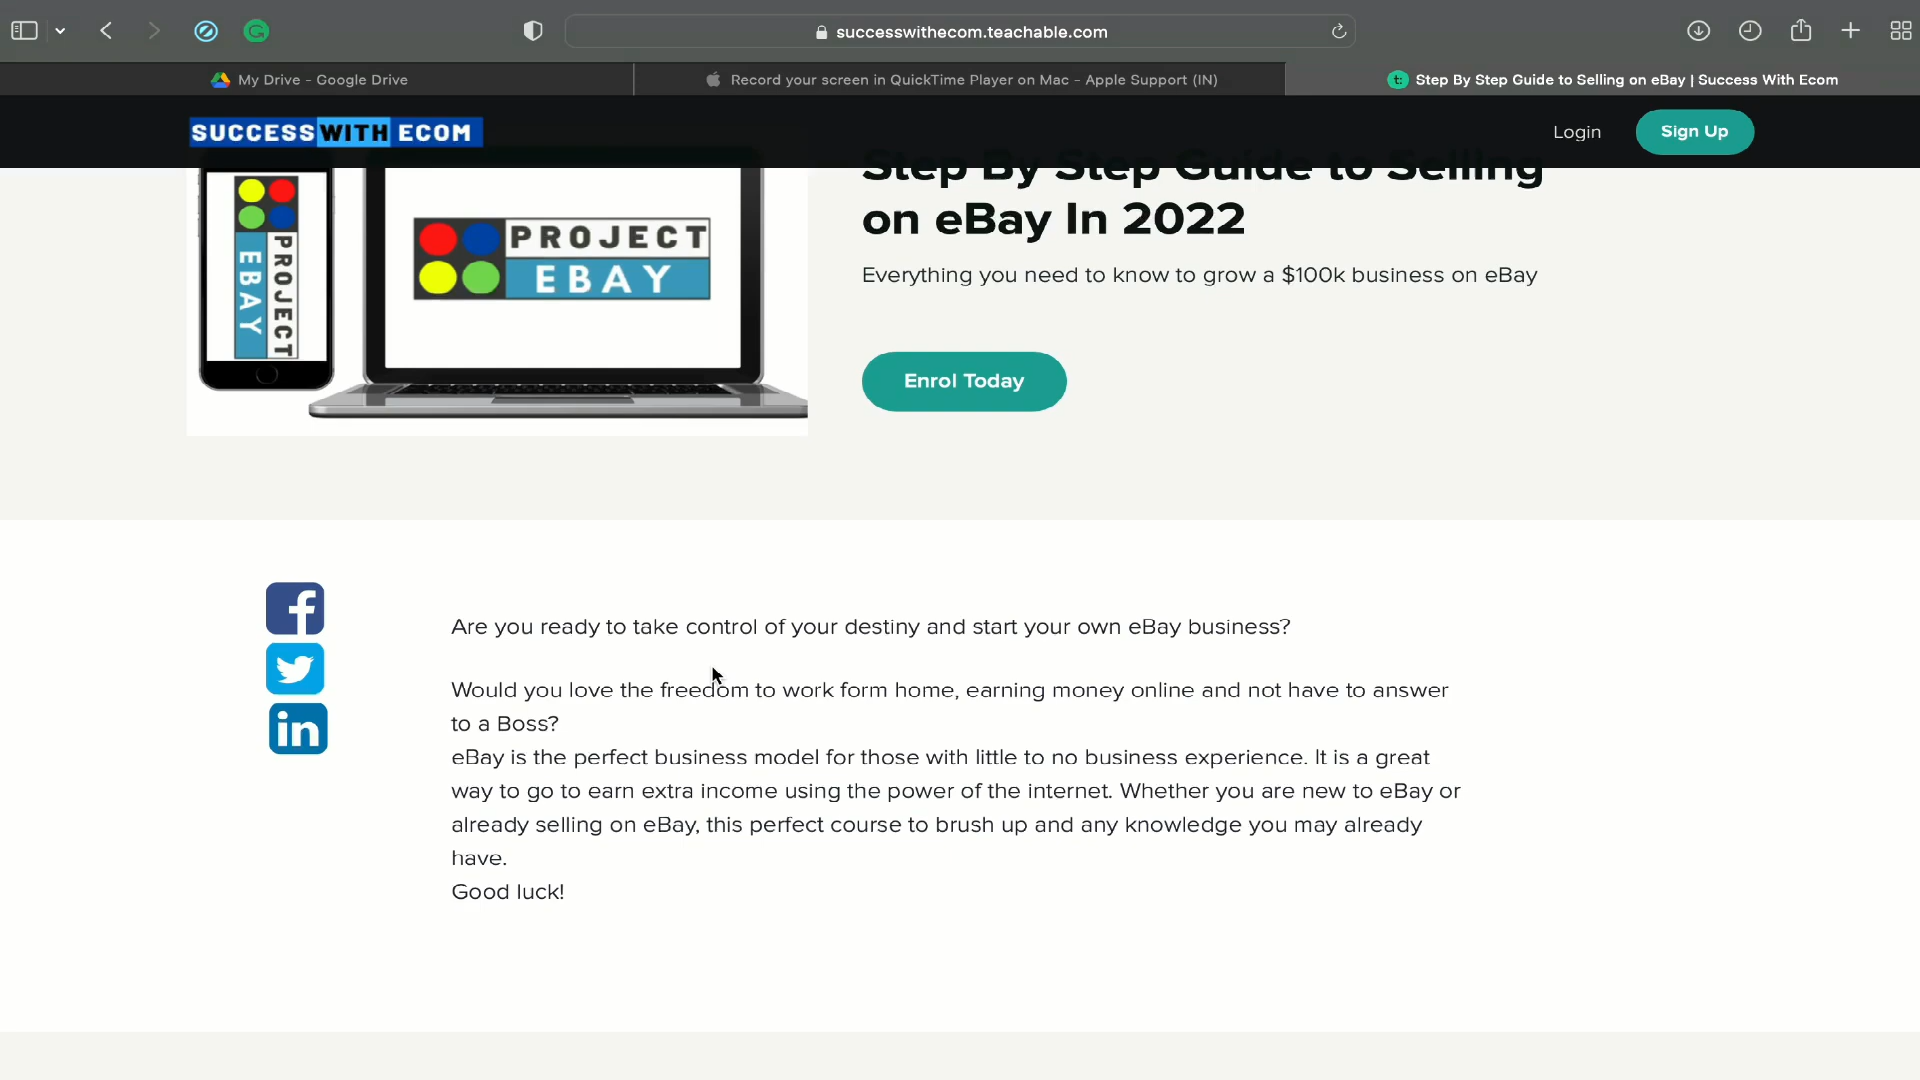 successwithecom.teachable.com
My Drive - Google Drive
Record your screen in QuickTime Player on Mac - Apple Support (IN)
t:
Step By Step Guide to Selling on eBay | Success With Ecom
SUCCESS WITH ECOM
Login
Sign Up
Step By Step Guide to Selling
on eBay In 2022
PROJECT
EBAY
PROJECT
EBAY
Everything you need to know to grow a $100k business on eBay
Enrol Today
f
in
Are you ready to take control of your destiny and start your own eBay business?
Would you love the freedom to work form home, earning money online and not have to answer
to a Boss?
eBay is the perfect business model for those with little to no business experience. It is a great
way to go to earn extra income using the power of the internet. Whether you are new to eBay or
already selling on eBay, this perfect course to brush up and any knowledge you may already
have.
Good luck!